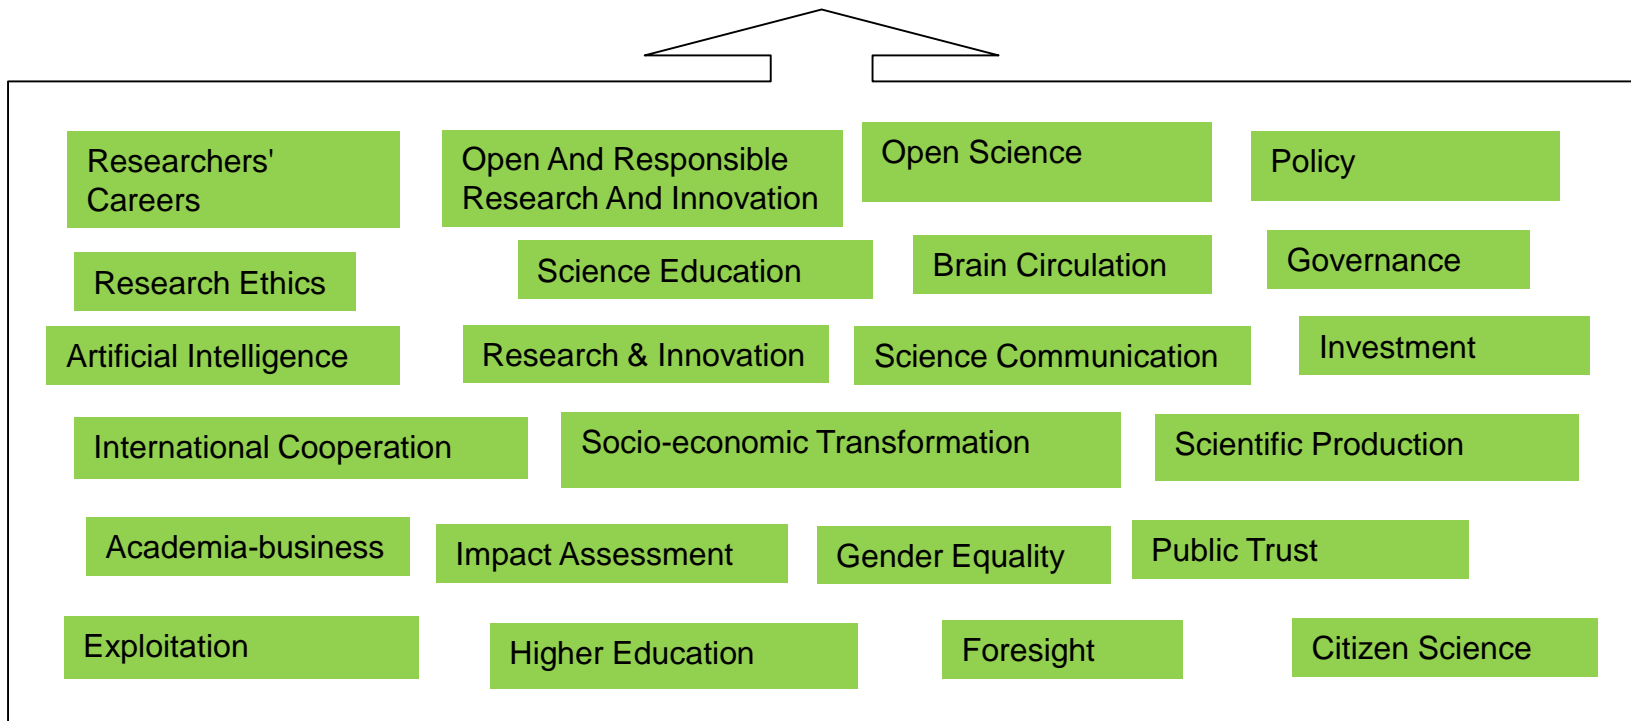 Researchers'
Careers
Open And Responsible
Research And Innovation
Open Science
Policy
Research Ethics
Science Education
Brain Circulation
Governance
Artificial Intelligence
Research & Innovation
Science Communication
Investment
International Cooperation
Socio-economic Transformation
Scientific Production
Academia-business
Impact Assessment
Gender Equality
Public Trust
Exploitation
Higher Education
Foresight
Citizen Science